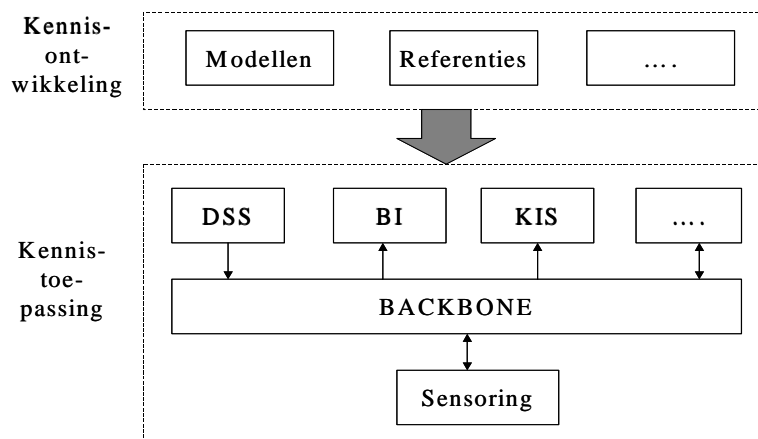 Kennis-
ont-
wikkeling
Modellen
Referenties
....
Kennis-
toe-
passing
DSS
BI
KIS
....
BACKBONE
Sensoring